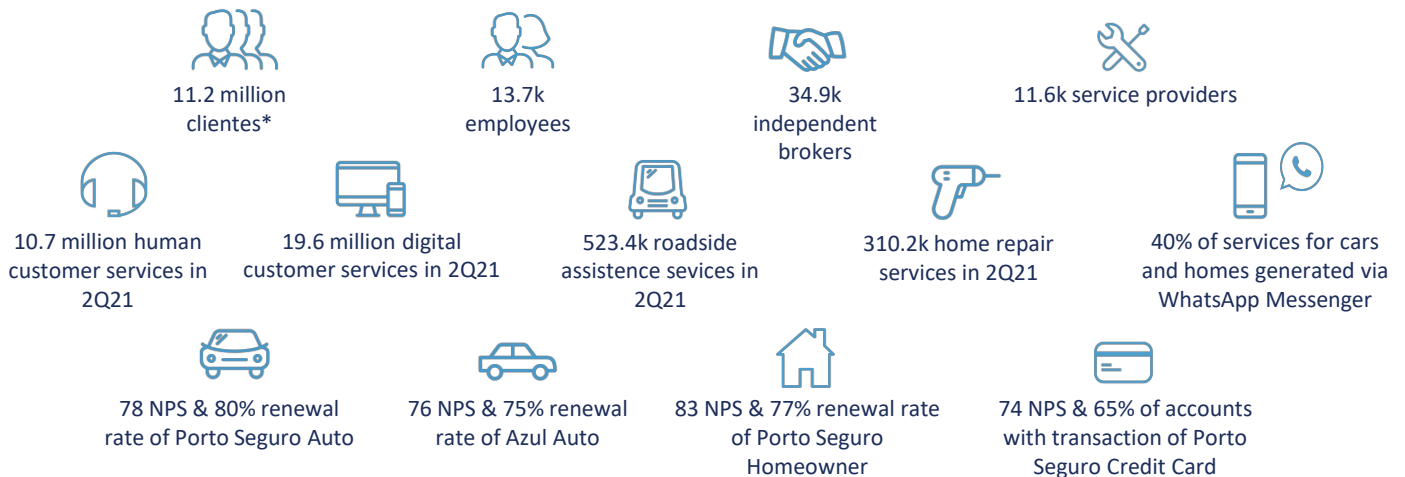 11.2 million
clientes*
13.7k
employees
34.9k
independent
brokers
11.6k service providers
10.7 million human
customer services in
2Q21
19.6 million digital
customer services in 2Q21
523.4k roadside
assistence sevices in
2Q21
310.2k home repair
services in 2Q21
40% of services for cars
and homes generated via
WhatsApp Messenger
78 NPS & 80% renewal
rate of Porto Seguro Auto
76 NPS & 75% renewal
rate of Azul Auto
83 NPS & 77% renewal rate
of Porto Seguro
Homeowner
74 NPS & 65% of accounts
with transaction of Porto
Seguro Credit Card